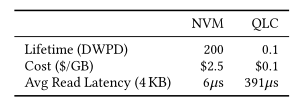 NVM QLC
Lifetime (DWPD) 200 0.1
Cost ($/GB) $2.5 $0.1
Avg Read Latency (4 KB) 6μs 391μs